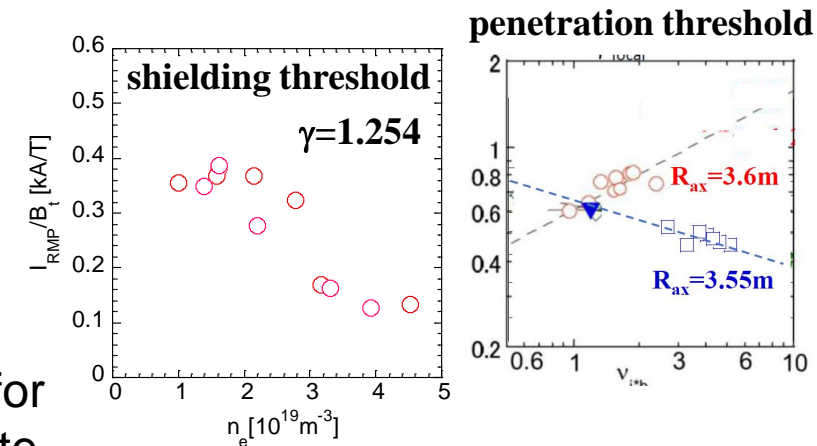 penetration threshold
shielding threshold
γ=1.254
0.6
0.5
0.4
0.3
0.2
0.1
0
I_RMP/B_t [kA/T]
0 1 2 3 4 5
n_e[10^19m^-3]
2
1
0.8
0.6
0.4
0.2
R_ax=3.6m
R_ax=3.55m
0.6 1 3 6 10
for